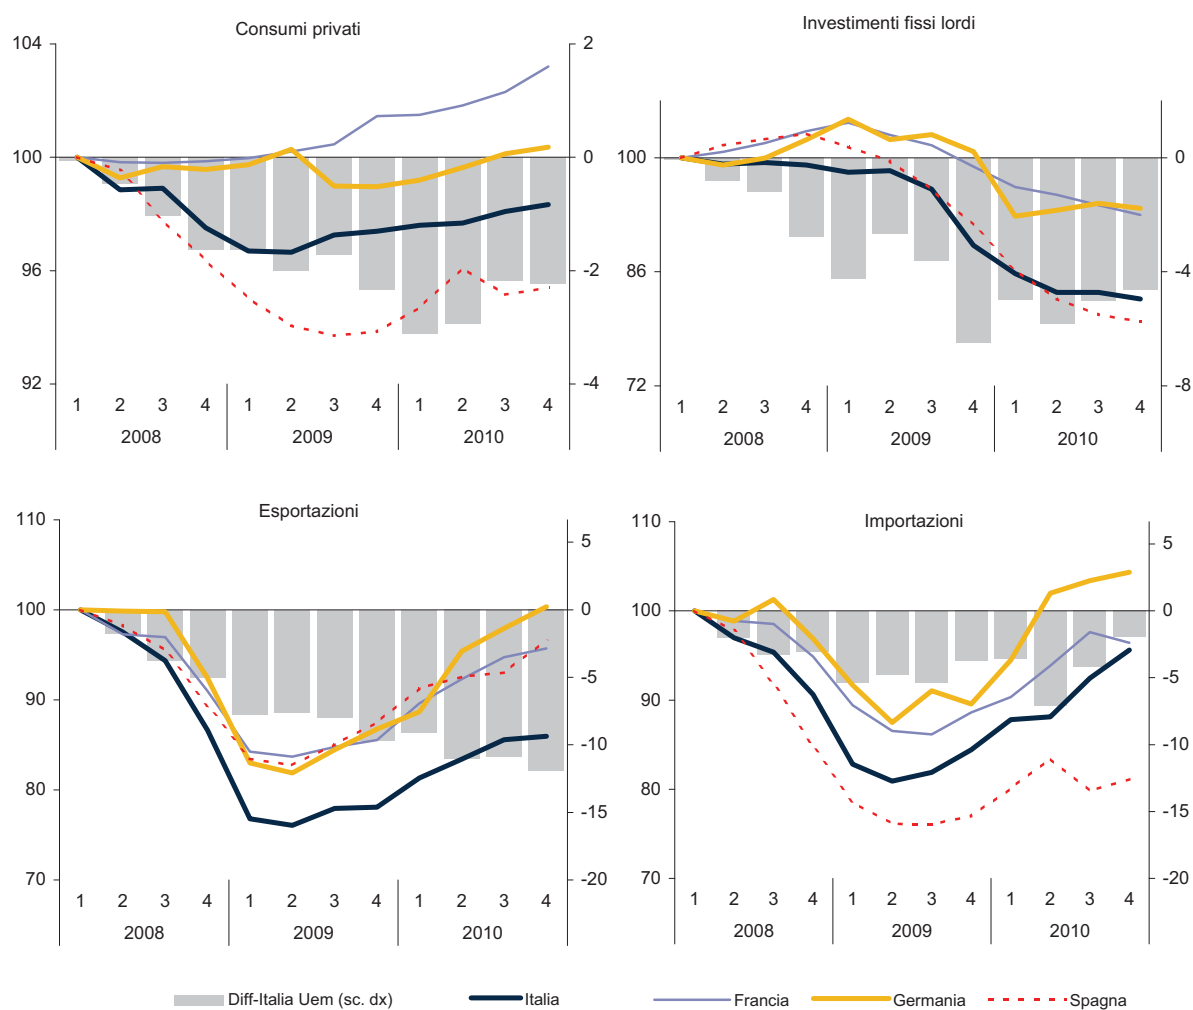 Consumi privati
104
100
96
92
2
0
-2
-4
1 2 3 4 1 2 3 4 1 2 3 4
2008 2009 2010
Investimenti fissi lordi
100
86
72
0
-4
-8
1 2 3 4 1 2 3 4 1 2 3 4
2008 2009 2010
Esportazioni
110
100
90
80
70
5
0
-5
-10
-15
-20
1 2 3 4 1 2 3 4 1 2 3 4
2008 2009 2010
Importazioni
110
100
90
80
70
5
0
-5
-10
-15
-20
1 2 3 4 1 2 3 4 1 2 3 4
2008 2009 2010
Diff-Italia Uem (sc. dx) Italia Francia Germania Spagna